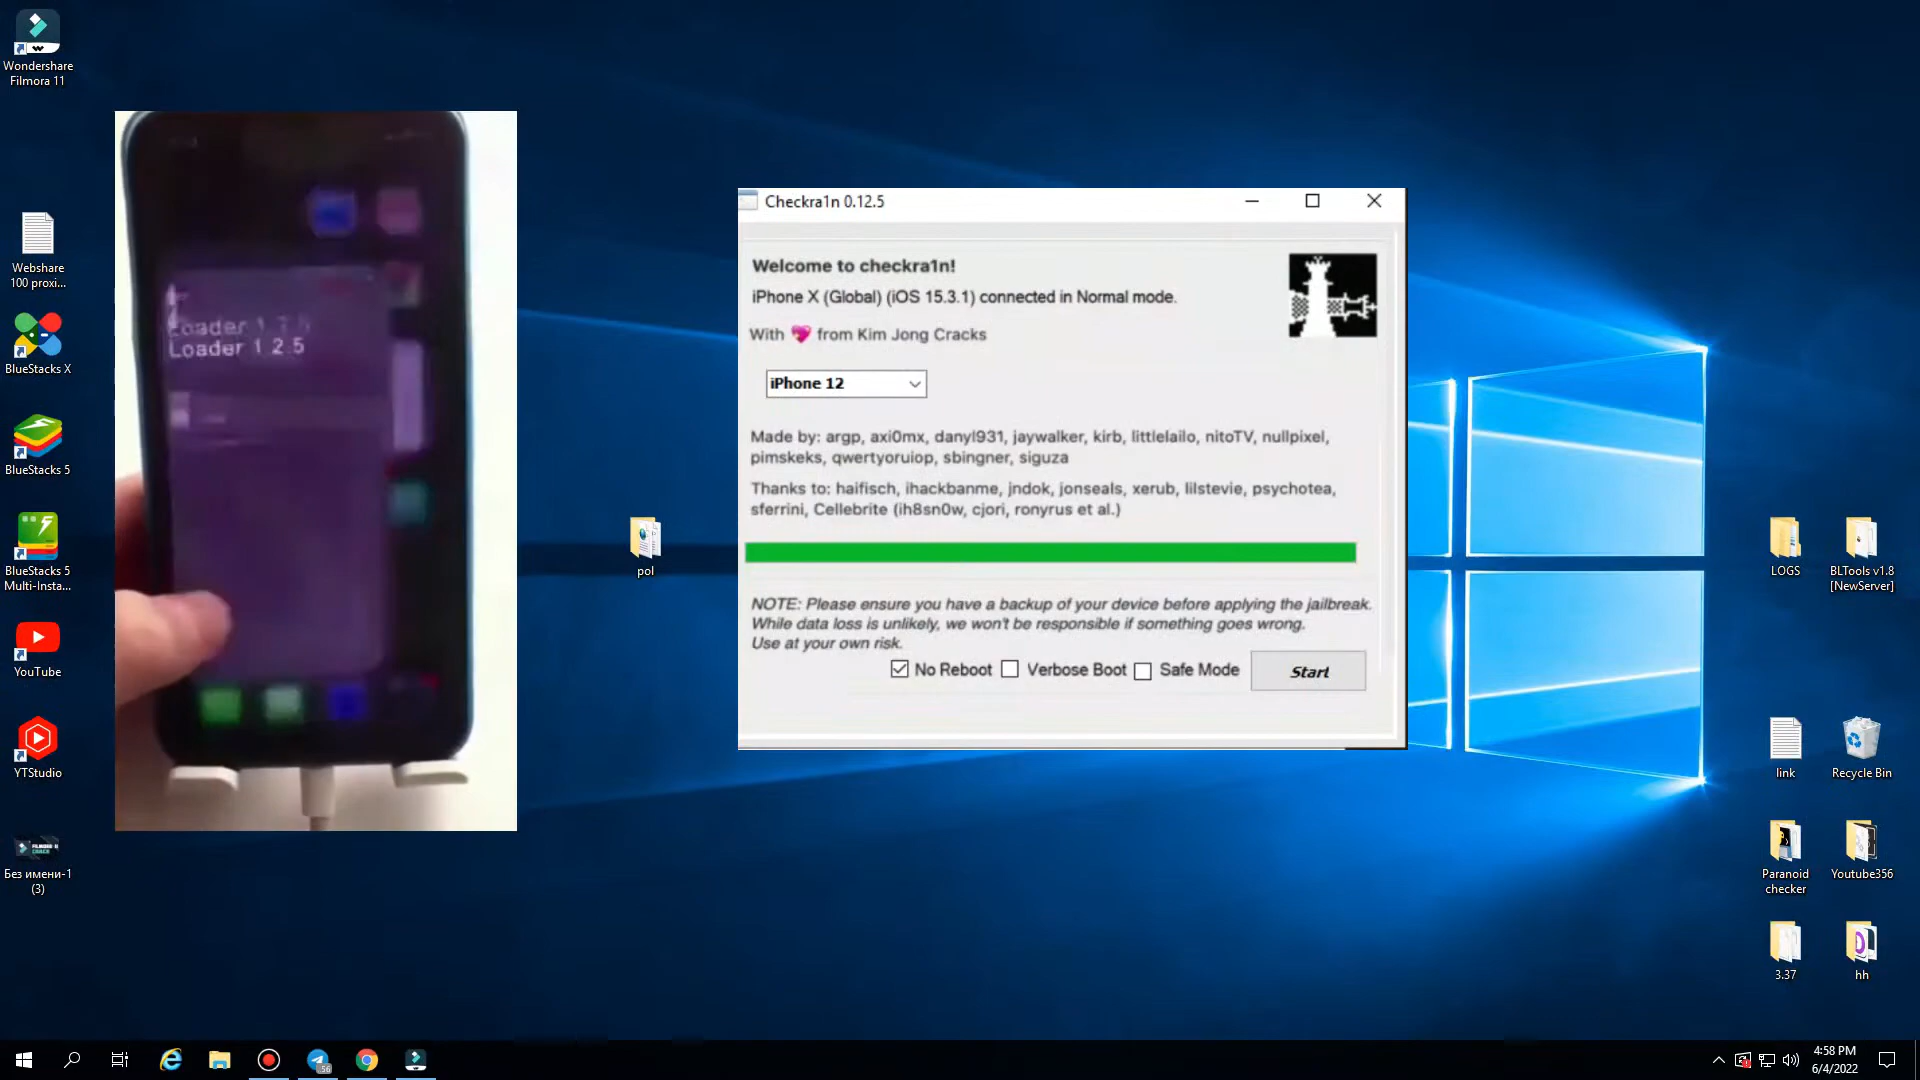 Wondershare
Filmora 11
Webshare
100 proxi...
BlueStacks X
BlueStacks 5
BlueStacks 5
Multi-Insta...
YouTube
YTStudio
Без имени-1
(3)
Loader 1.2.5
pol
Checkra1n 0.12.5
Welcome to checkra1n!
iPhone X (Global) (iOS 15.3.1) connected in Normal mode.
With 💖 from Kim Jong Cracks
iPhone 12
Made by: argp, axi0mx, danyl931, jaywalker, kirb, littlelailo, nitoTV, nullpixel,
pimskeks, qwertyoruiop, sbingner, siguza
Thanks to: haifisch, ihackbanme, jndok, jonseals, xerub, lilstevie, psychotea,
sferrini, Cellebrite (ih8sn0w, cjori, ronyrus et al.)
NOTE: Please ensure you have a backup of your device before applying the jailbreak.
While data loss is unlikely, we won't be responsible if something goes wrong.
Use at your own risk.
No Reboot Verbose Boot Safe Mode Start
LOGS
BLTools v1.8
[NewServer]
link
Recycle Bin
Paranoid
checker
Youtube356
3.37
hh
56
4:58 PM
6/4/2022